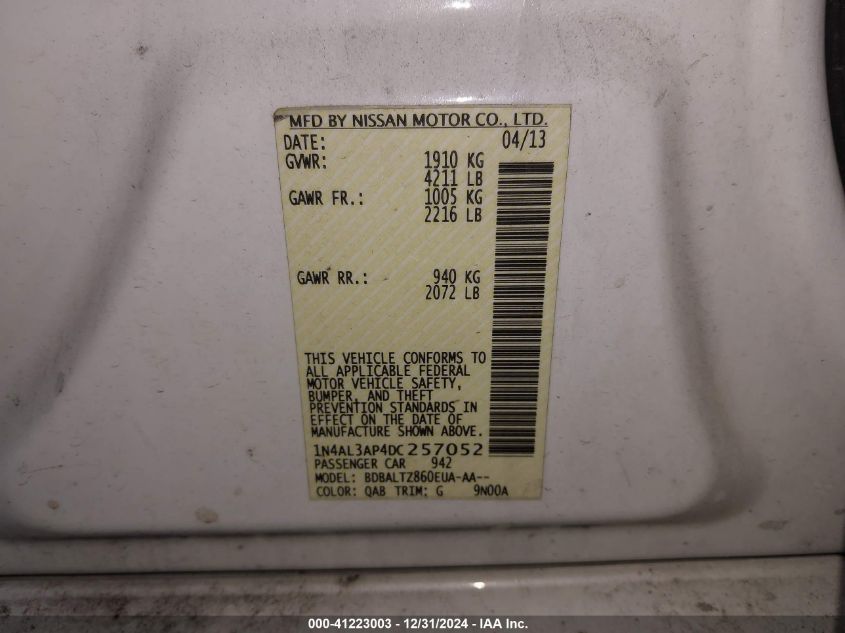 MFD BY NISSAN MOTOR CO., LTD.
DATE: 04/13
GVWR: 1910 KG
4211 LB
GAWR FR.: 1005 KG
2216 LB
GAWR RR.: 940 KG
2072 LB
THIS VEHICLE CONFORMS TO
ALL APPLICABLE FEDERAL
MOTOR VEHICLE SAFETY,
BUMPER, AND THEFT
PREVENTION STANDARDS IN
EFFECT ON THE DATE OF
MANUFACTURE SHOWN ABOVE.
1N4AL3AP4DC257052
PASSENGER CAR 942
MODEL: BDBALTZ860EUA-AA--
COLOR: QAB TRIM: G 9N00A
000-41223003 - 12/31/2024 - IAA Inc.